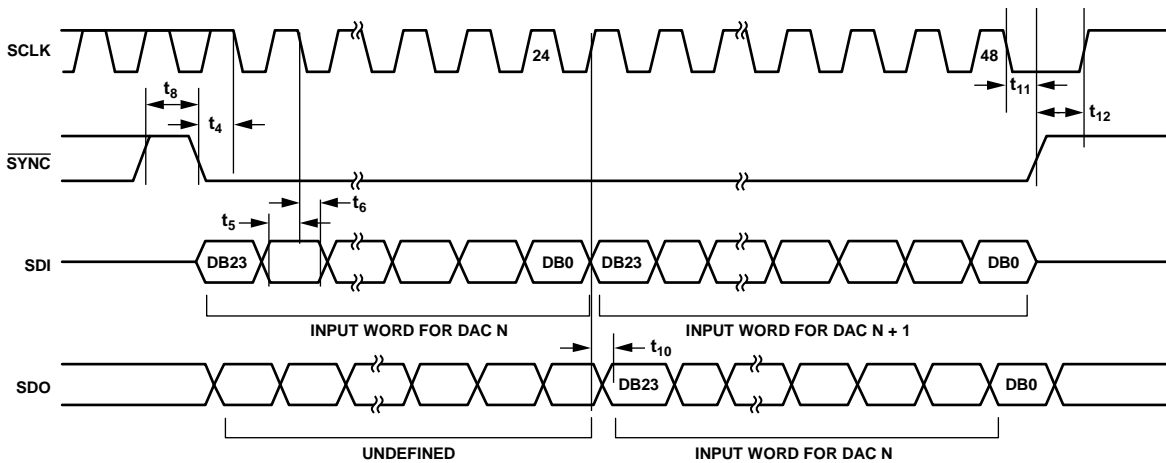 SCLK
24
48
t8
t4
t11
t12
SYNC
t5
t6
SDI
DB23
DB0
DB23
DB0
INPUT WORD FOR DAC N
INPUT WORD FOR DAC N + 1
t10
SDO
DB23
DB0
UNDEFINED
INPUT WORD FOR DAC N